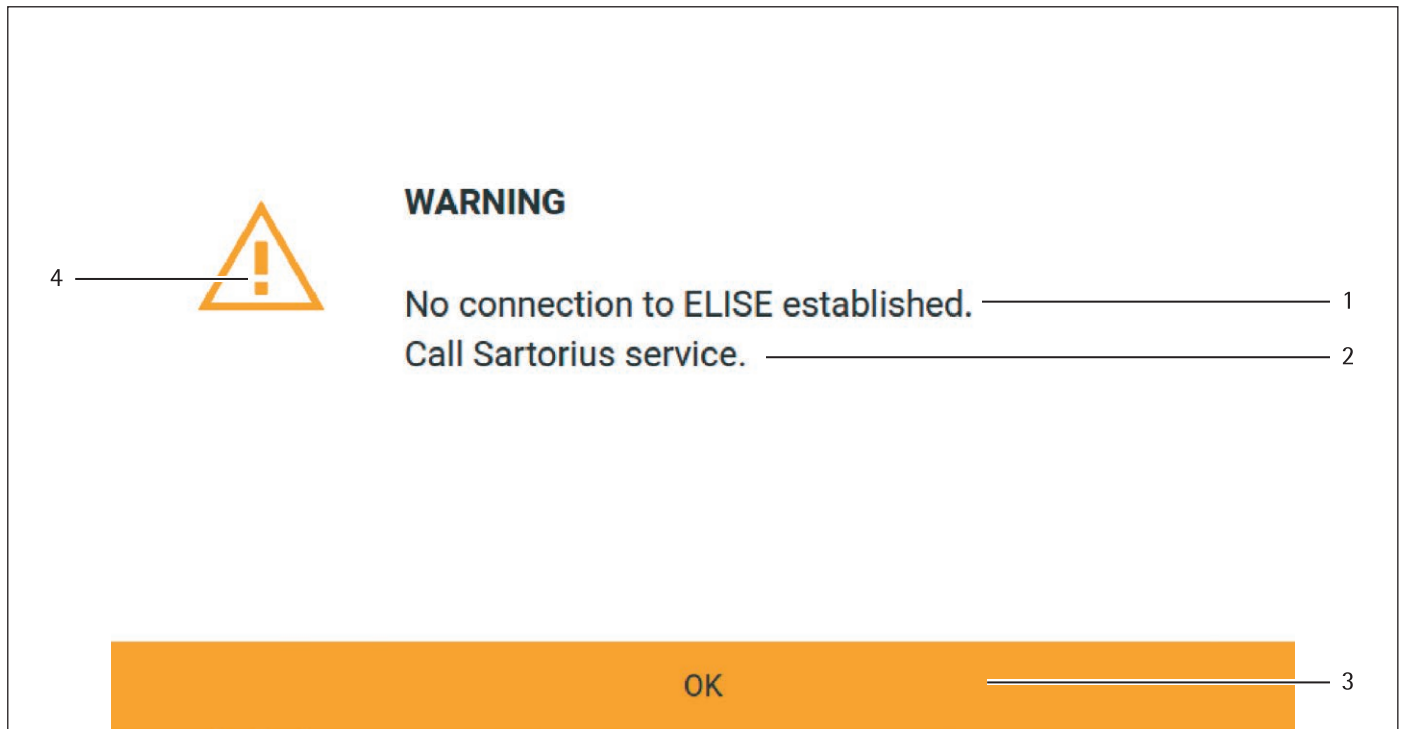 WARNING
4
No connection to ELISE established.
1
Call Sartorius service.
2
OK
3